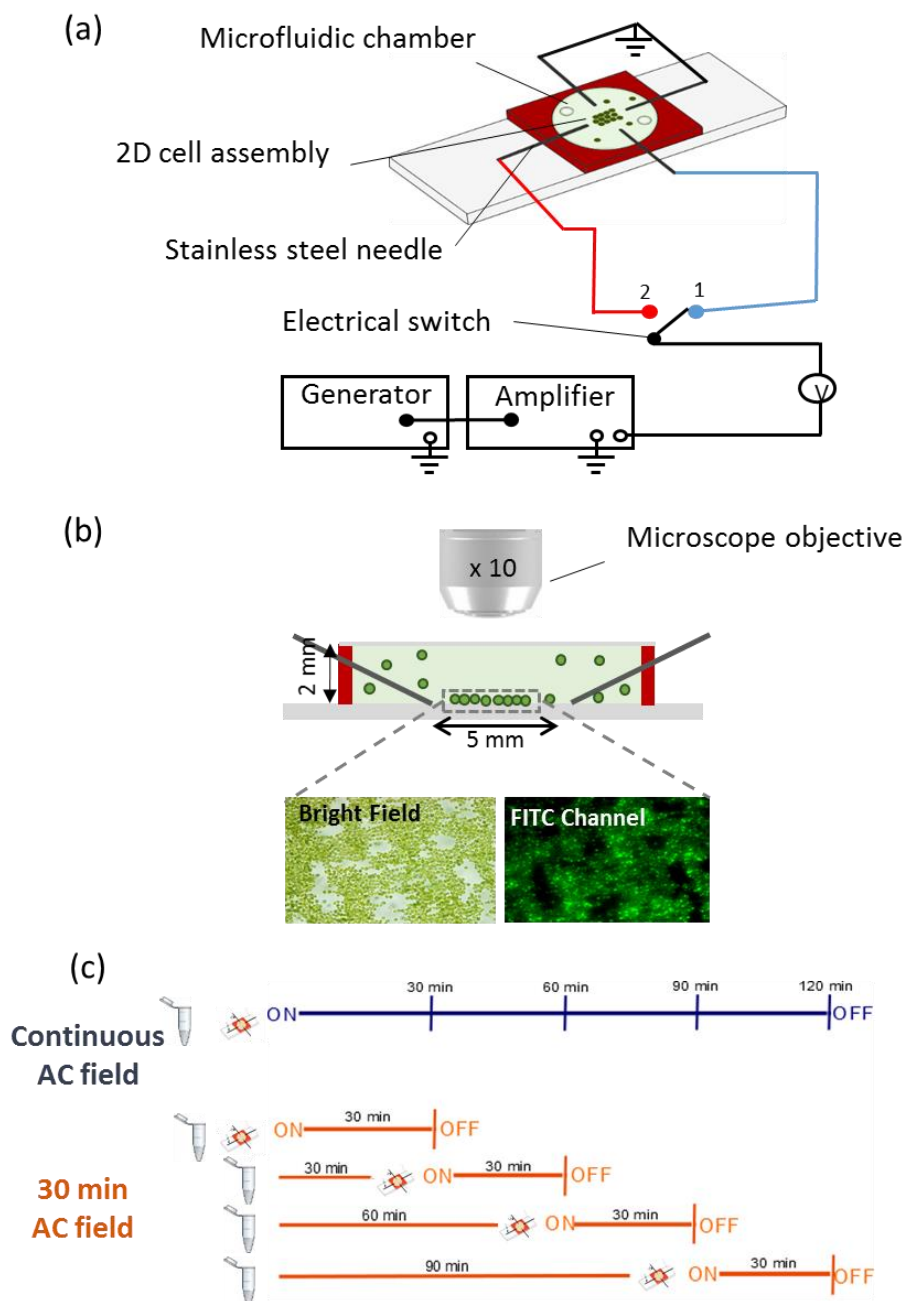 (a)
Microfluidic chamber
2D cell assembly
Stainless steel needle
2 1
Electrical switch
V
Generator Amplifier
(b)
Microscope objective
x 10
2 mm
5 mm
Bright Field FITC Channel
(c)
30 min 60 min 90 min 120 min
ON OFF
Continuous
AC field
30 min
ON OFF
30 min ON 30 min OFF
30 min
AC field
60 min ON 30 min OFF
90 min ON 30 min OFF